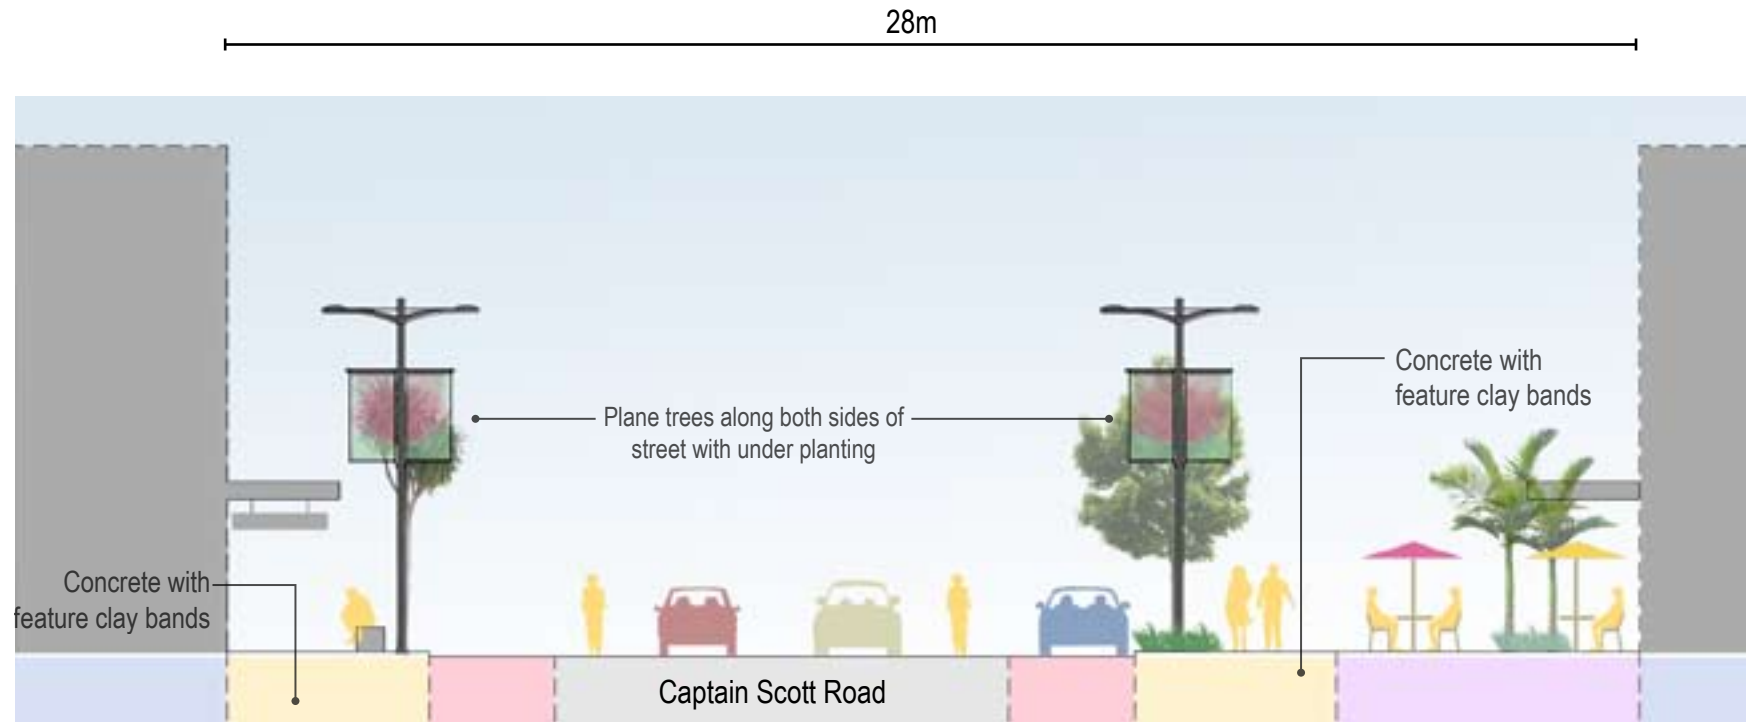 28m
Concrete with
feature clay bands
Plane trees along both sides of
street with under planting
Concrete with
feature clay bands
Captain Scott Road